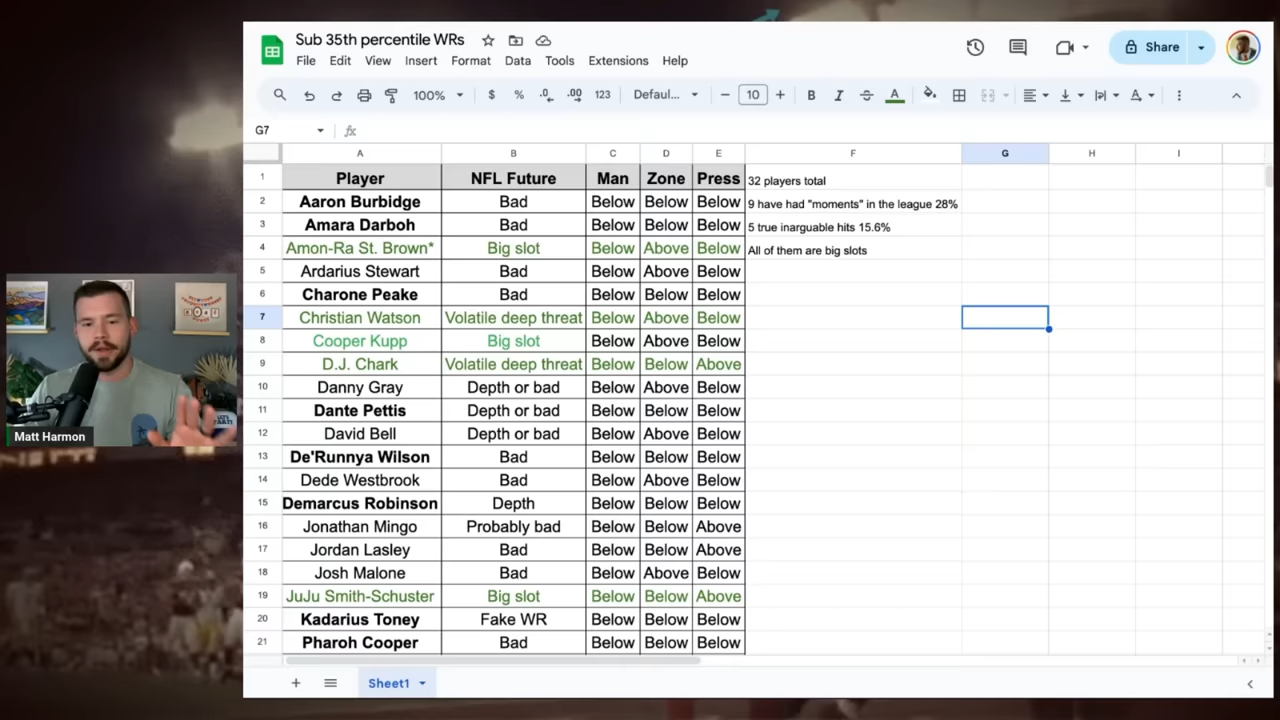 Sub 35th percentile WRs
File Edit View Insert Format Data Tools Extensions Help
Share
100% $ % .0 .00 123 Defaul... 10 B I A
G7 fx
A B C D E F G H I
1 Player NFL Future Man Zone Press 32 players total
2 Aaron Burbidge Bad Below Below Below 9 have had "moments" in the league 28%
3 Amara Darboh Bad Below Below Below 5 true inarguable hits 15.6%
4 Amon-Ra St. Brown* Big slot Below Above Below All of them are big slots
5 Ardarius Stewart Bad Below Above Below
6 Charone Peake Bad Below Below Below
7 Christian Watson Volatile deep threat Below Above Below
8 Cooper Kupp Big slot Below Above Below
9 D.J. Chark Volatile deep threat Below Below Above
10 Danny Gray Depth or bad Below Above Below
11 Dante Pettis Depth or bad Below Below Below
12 David Bell Depth or bad Below Above Below
13 De'Runnya Wilson Bad Below Below Below
14 Dede Westbrook Bad Below Above Below
15 Demarcus Robinson Depth Below Below Below
16 Jonathan Mingo Probably bad Below Below Above
17 Jordan Lasley Bad Below Below Above
18 Josh Malone Bad Below Above Below
19 JuJu Smith-Schuster Big slot Below Below Above
20 Kadarius Toney Fake WR Below Below Below
21 Pharoh Cooper Bad Below Below Below
Sheet1
Matt Harmon